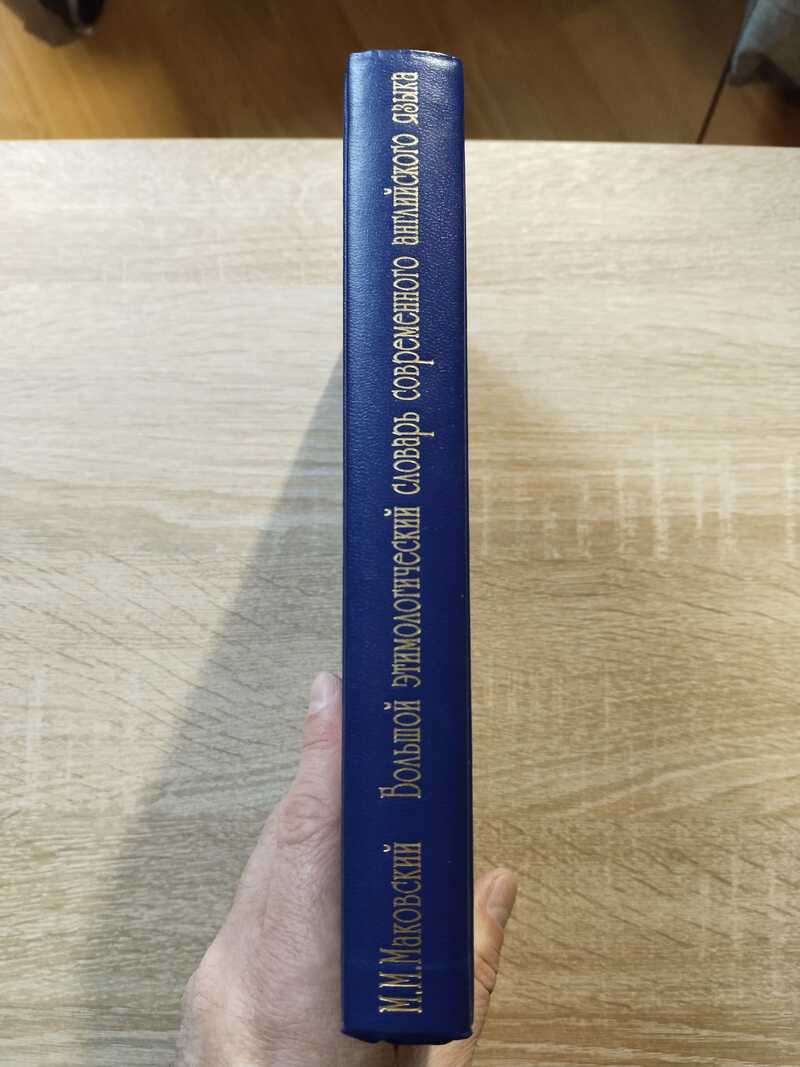 М.М.Маковский Большой этимологический словарь современного английского языка